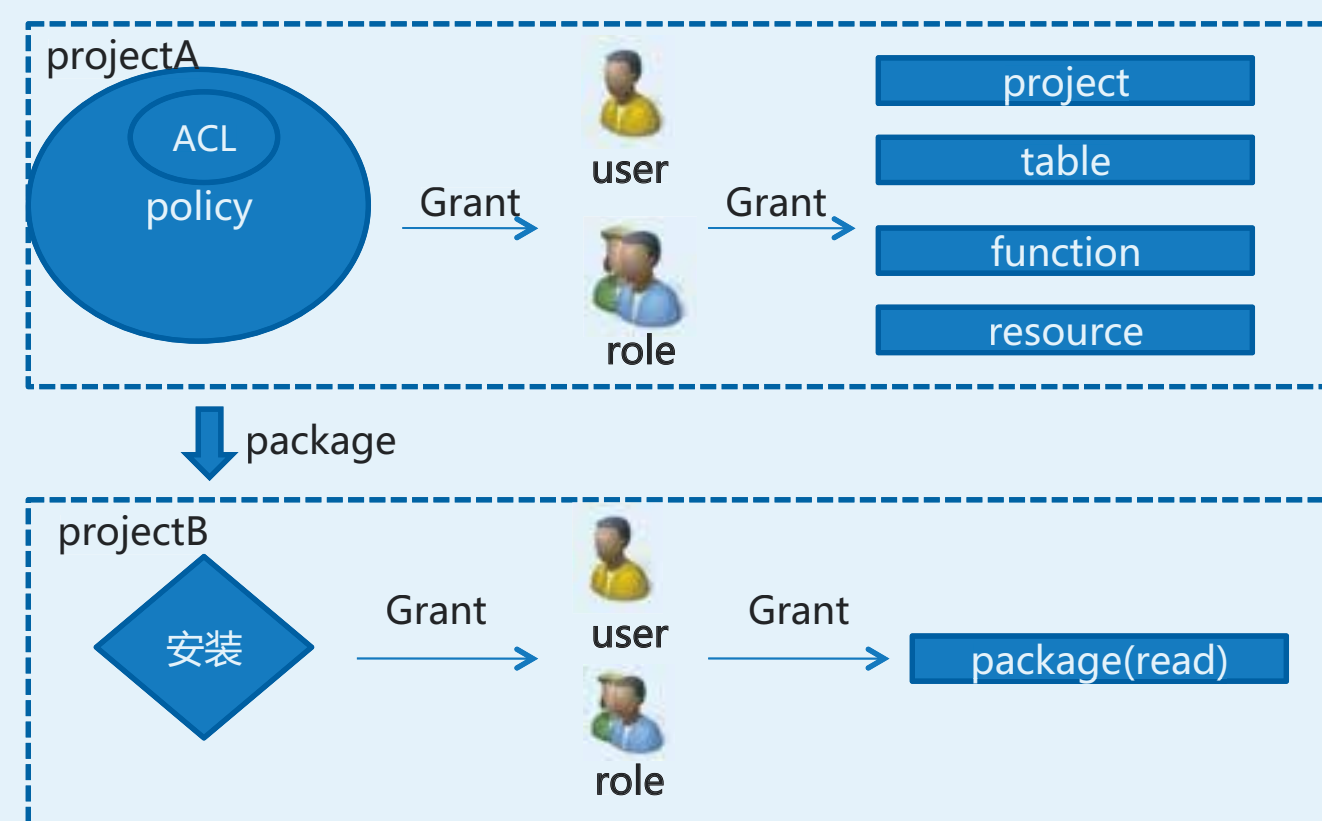 projectA
ACL
policy
Grant
user
role
Grant
project
table
function
resource
package
projectB
安装
Grant
user
role
Grant
package(read)